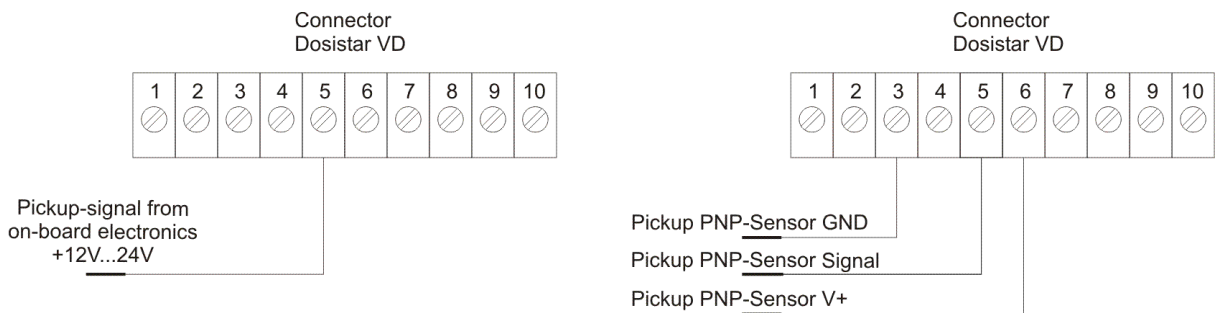 Connector
Dosistar VD
1 2 3 4 5 6 7 8 9 10
Pickup-signal from
on-board electronics
+12V...24V
Connector
Dosistar VD
1 2 3 4 5 6 7 8 9 10
Pickup PNP-Sensor GND
Pickup PNP-Sensor Signal
Pickup PNP-Sensor V+